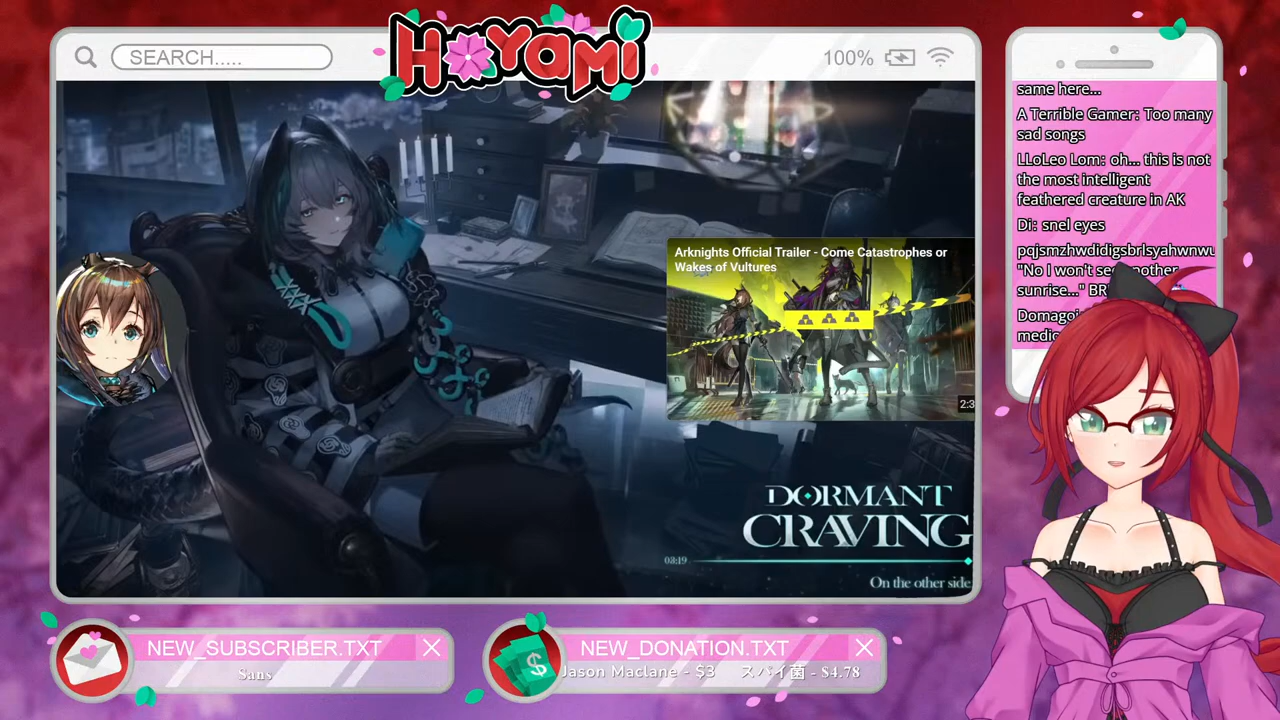 HaYami
SEARCH.....
100%
same here...
A Terrible Gamer: Too many
sad songs
LLoLeo Lom: oh... this is not
the most intelligent
feathered creature in AK
Di: snel eyes
pqjsmzhwdidigsbrlsyahwnwu
"No I won't see another
sunrise..." BR
Domago
medic
Arknights Official Trailer - Come Catastrophes or
Wakes of Vultures
2:3
DORMANT
CRAVING
03:19
On the other side
NEW_SUBSCRIBER.TXT
Sans
NEW_DONATION.TXT
Jason Maclane - $3 スパイ菌 - $4.78